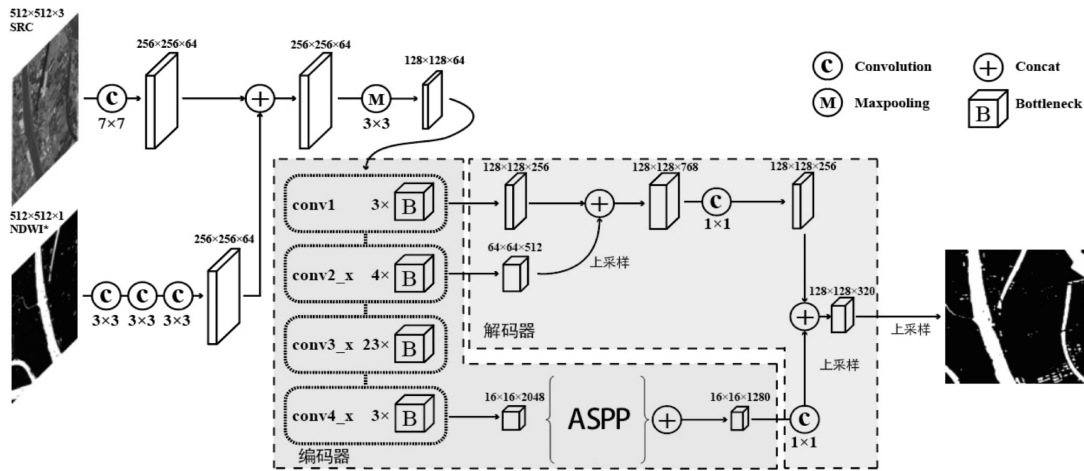 512×512×3
SRC
256×256×64
C
7×7
+
256×256×64
M
3×3
128×128×64
C Convolution
+ Concat
M Maxpooling
B Bottleneck
512×512×1
NDWI*
C C C
3×3 3×3 3×3
256×256×64
conv1 3× B
conv2_x 4× B
conv3_x 23× B
conv4_x 3× B
编码器
128×128×256
64×64×512
+
上采样
128×128×768
C
1×1
128×128×256
解码器
16×16×2048
ASPP
+
16×16×1280
C
1×1
上采样
+
128×128×320
上采样